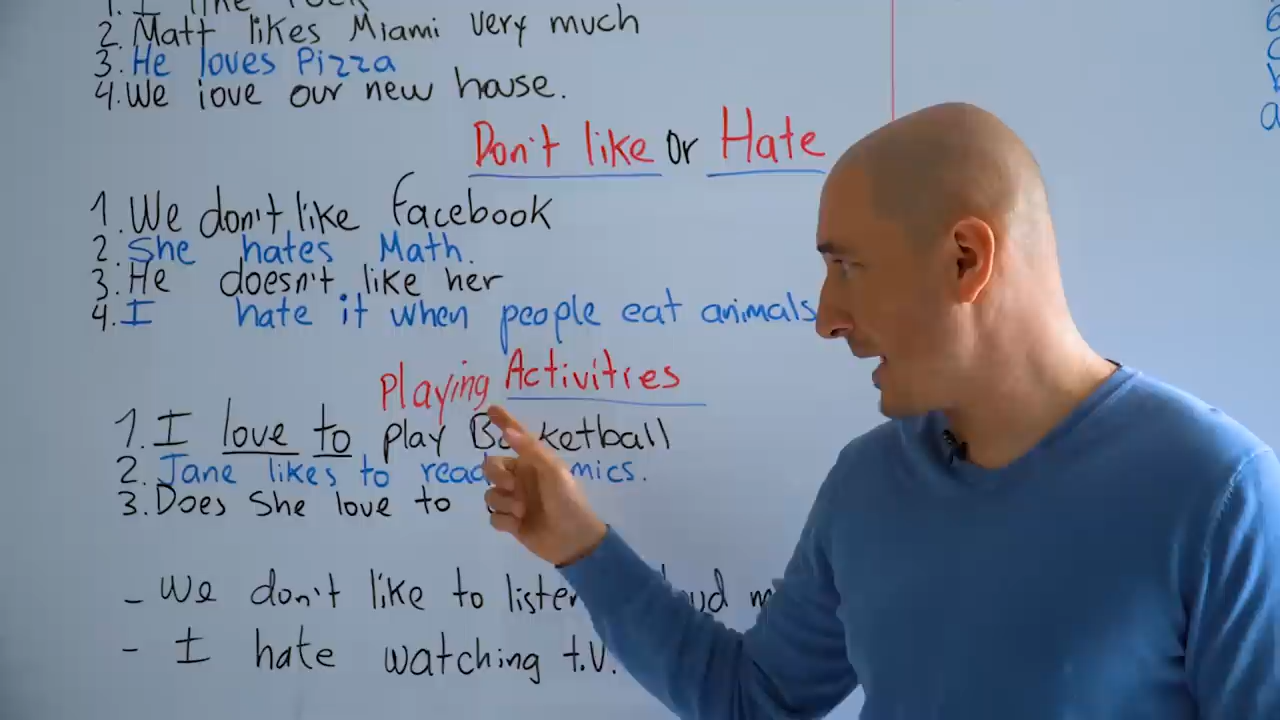 1. I like
2. Matt likes Miami very much
3. He loves Pizza
4. We love our new house.
Don't like or Hate
1. We don't like facebook
2. She hates Math.
3. He doesn't like her
4. I hate it when people eat animals
Playing Activities
1. I love to play Basketball
2. Jane likes to read
3. Does She love to
- We don't like to listen
- I hate watching t.v.